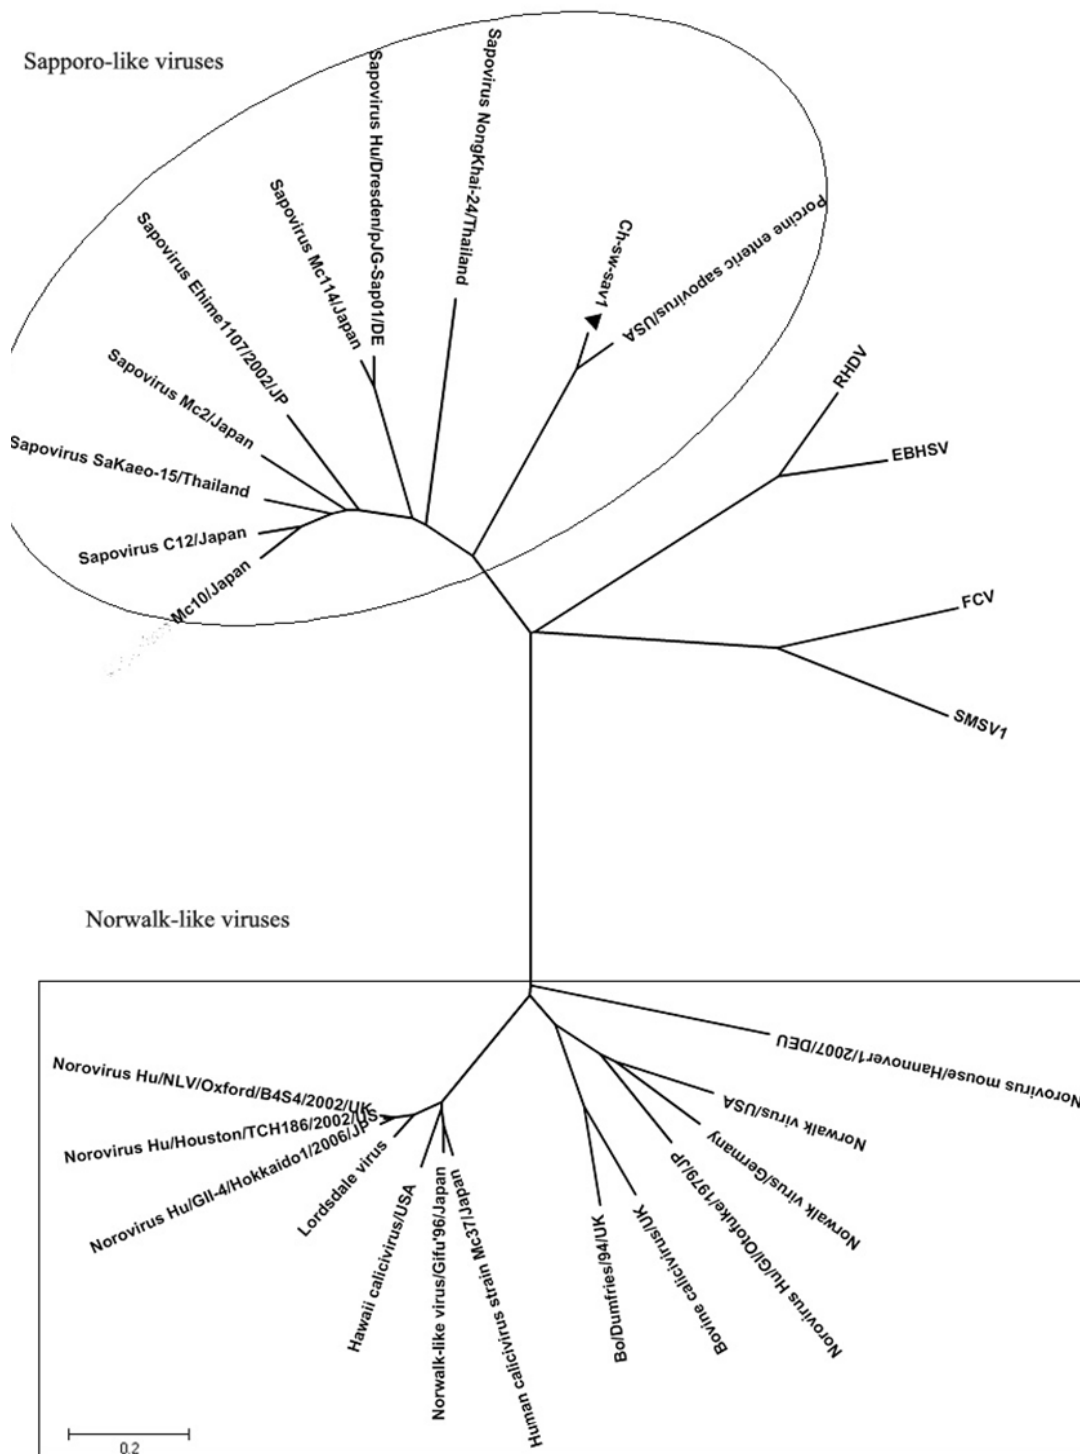 Sapporo-like viruses
Sapovirus Hu/Dresden/pJG-Sap01/DE
Sapovirus NongKhai-24/Thailand
Sapovirus Mc114/Japan
Sapovirus Ehime1107/2002/JP
Ch-sw-sav1
Porcine enteric sapovirus/USA
Sapovirus Mc2/Japan
Sapovirus SaKaeo-15/Thailand
Sapovirus C12/Japan
Mc10/Japan
RHDV
EBHSV
FCV
SMSV1
Norwalk-like viruses
Norovirus mouse/Hannover1/2007/DEU
Norwalk virus/USA
Norwalk virus/Germany
Norovirus Hu/GI/Otofuke/1979/JP
Bovine calicivirus/UK
Bo/Dumfries/94/UK
Norovirus Hu/NLV/Oxford/B4S4/2002/UK
Norovirus Hu/Houston/TCH186/2002/US
Norovirus Hu/GII-4/Hokkaido1/2006/JP
Lordsdale virus
Hawaii calicivirus/USA
Norwalk-like virus/Gifu'96/Japan
Human calicivirus strain Mc37/Japan
0.2